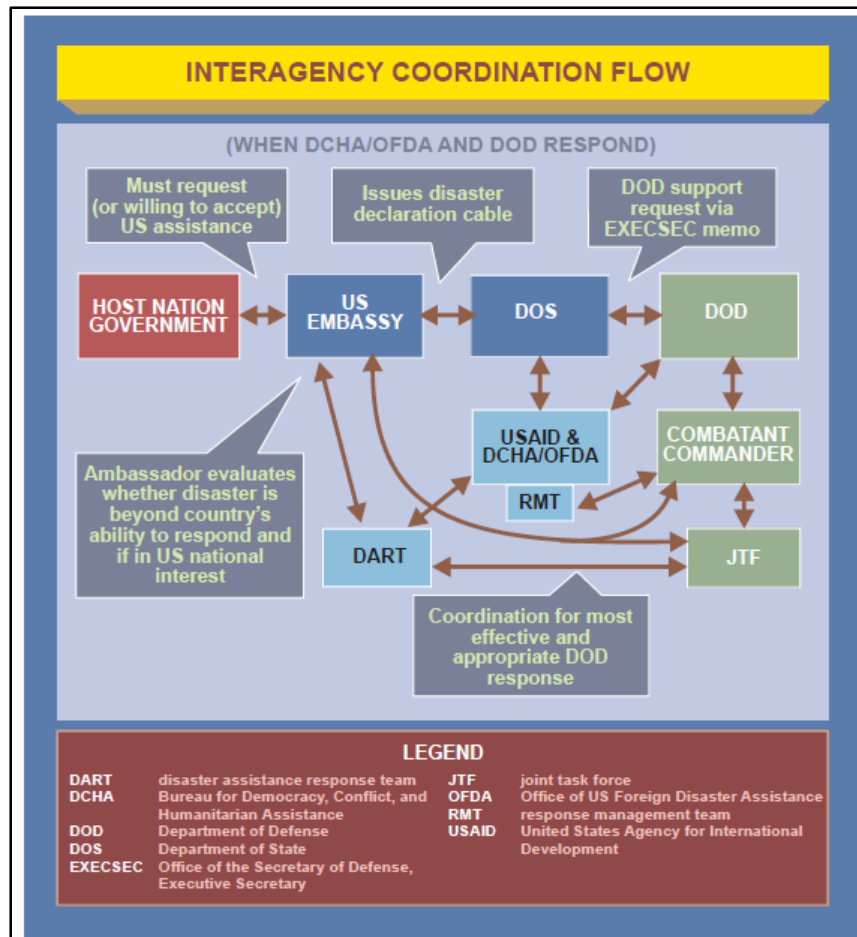 INTERAGENCY COORDINATION FLOW
(WHEN DCHA/OFDA AND DOD RESPOND)
Must request
(or willing to accept)
US assistance
Issues disaster
declaration cable
DOD support
request via
EXECSEC memo
HOST NATION
GOVERNMENT
US
EMBASSY
DOS
DOD
USAID &
DCHA/OFDA
RMT
COMBATANT
COMMANDER
Ambassador evaluates
whether disaster is
beyond country's
ability to respond and
if in US national
interest
DART
JTF
Coordination for most
effective and
appropriate DOD
response
LEGEND
DART disaster assistance response team
DCHA Bureau for Democracy, Conflict, and
Humanitarian Assistance
DOD Department of Defense
DOS Department of State
EXECSEC Office of the Secretary of Defense,
Executive Secretary
JTF joint task force
OFDA Office of US Foreign Disaster Assistance
RMT response management team
USAID United States Agency for International
Development